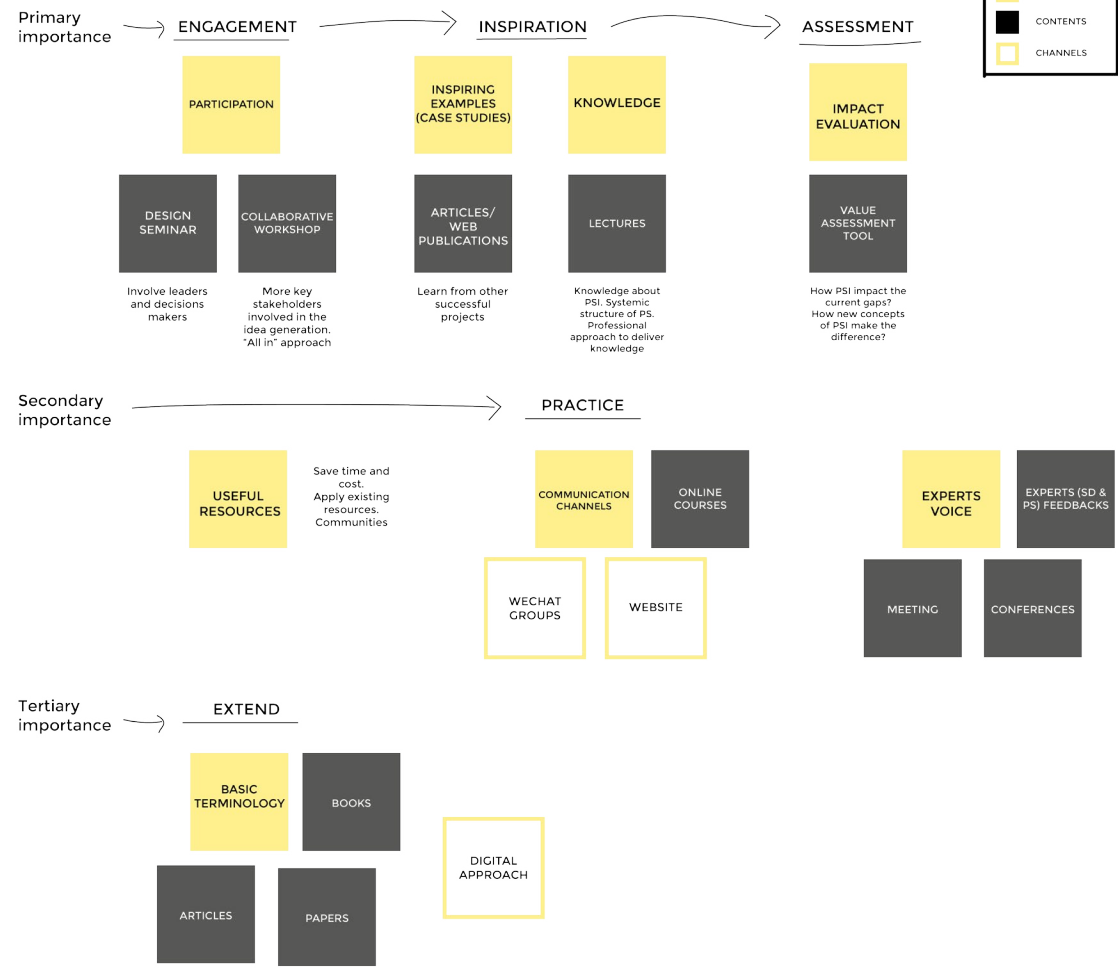 Primary
importance
ENGAGEMENT
INSPIRATION
ASSESSMENT
CONTENTS
CHANNELS
PARTICIPATION
INSPIRING
EXAMPLES
(CASE STUDIES)
KNOWLEDGE
IMPACT
EVALUATION
DESIGN
SEMINAR
COLLABORATIVE
WORKSHOP
ARTICLES/
WEB
PUBLICATIONS
LECTURES
VALUE
ASSESSMENT
TOOL
Involve leaders
and decisions
makers
More key
stakeholders
involved in the
idea generation.
"All in" approach
Learn from other
successful
projects
Knowledge about
PSI. Systemic
structure of PS.
Professional
approach to deliver
knowledge
How PSI impact the
current gaps?
How new concepts
of PSI make the
difference?
Secondary
importance
PRACTICE
USEFUL
RESOURCES
Save time and
cost.
Apply existing
resources.
Communities
COMMUNICATION
CHANNELS
ONLINE
COURSES
EXPERTS
VOICE
EXPERTS (SD &
PS) FEEDBACKS
WECHAT
GROUPS
WEBSITE
MEETING
CONFERENCES
Tertiary
importance
EXTEND
BASIC
TERMINOLOGY
BOOKS
DIGITAL
APPROACH
ARTICLES
PAPERS